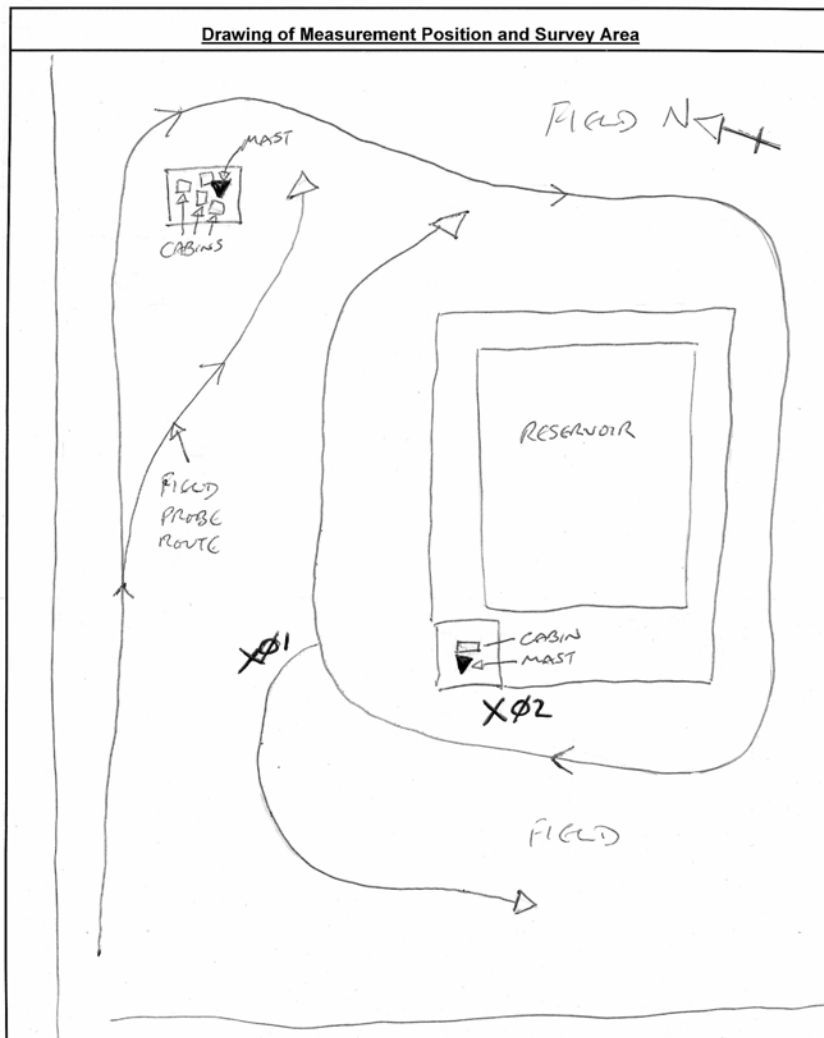 Drawing of Measurement Position and Survey Area
FIELD N
MAST
CABINS
RESERVOIR
FIELD
PROBE
ROUTE
XØ1
CABIN
MAST
XØ2
FIELD